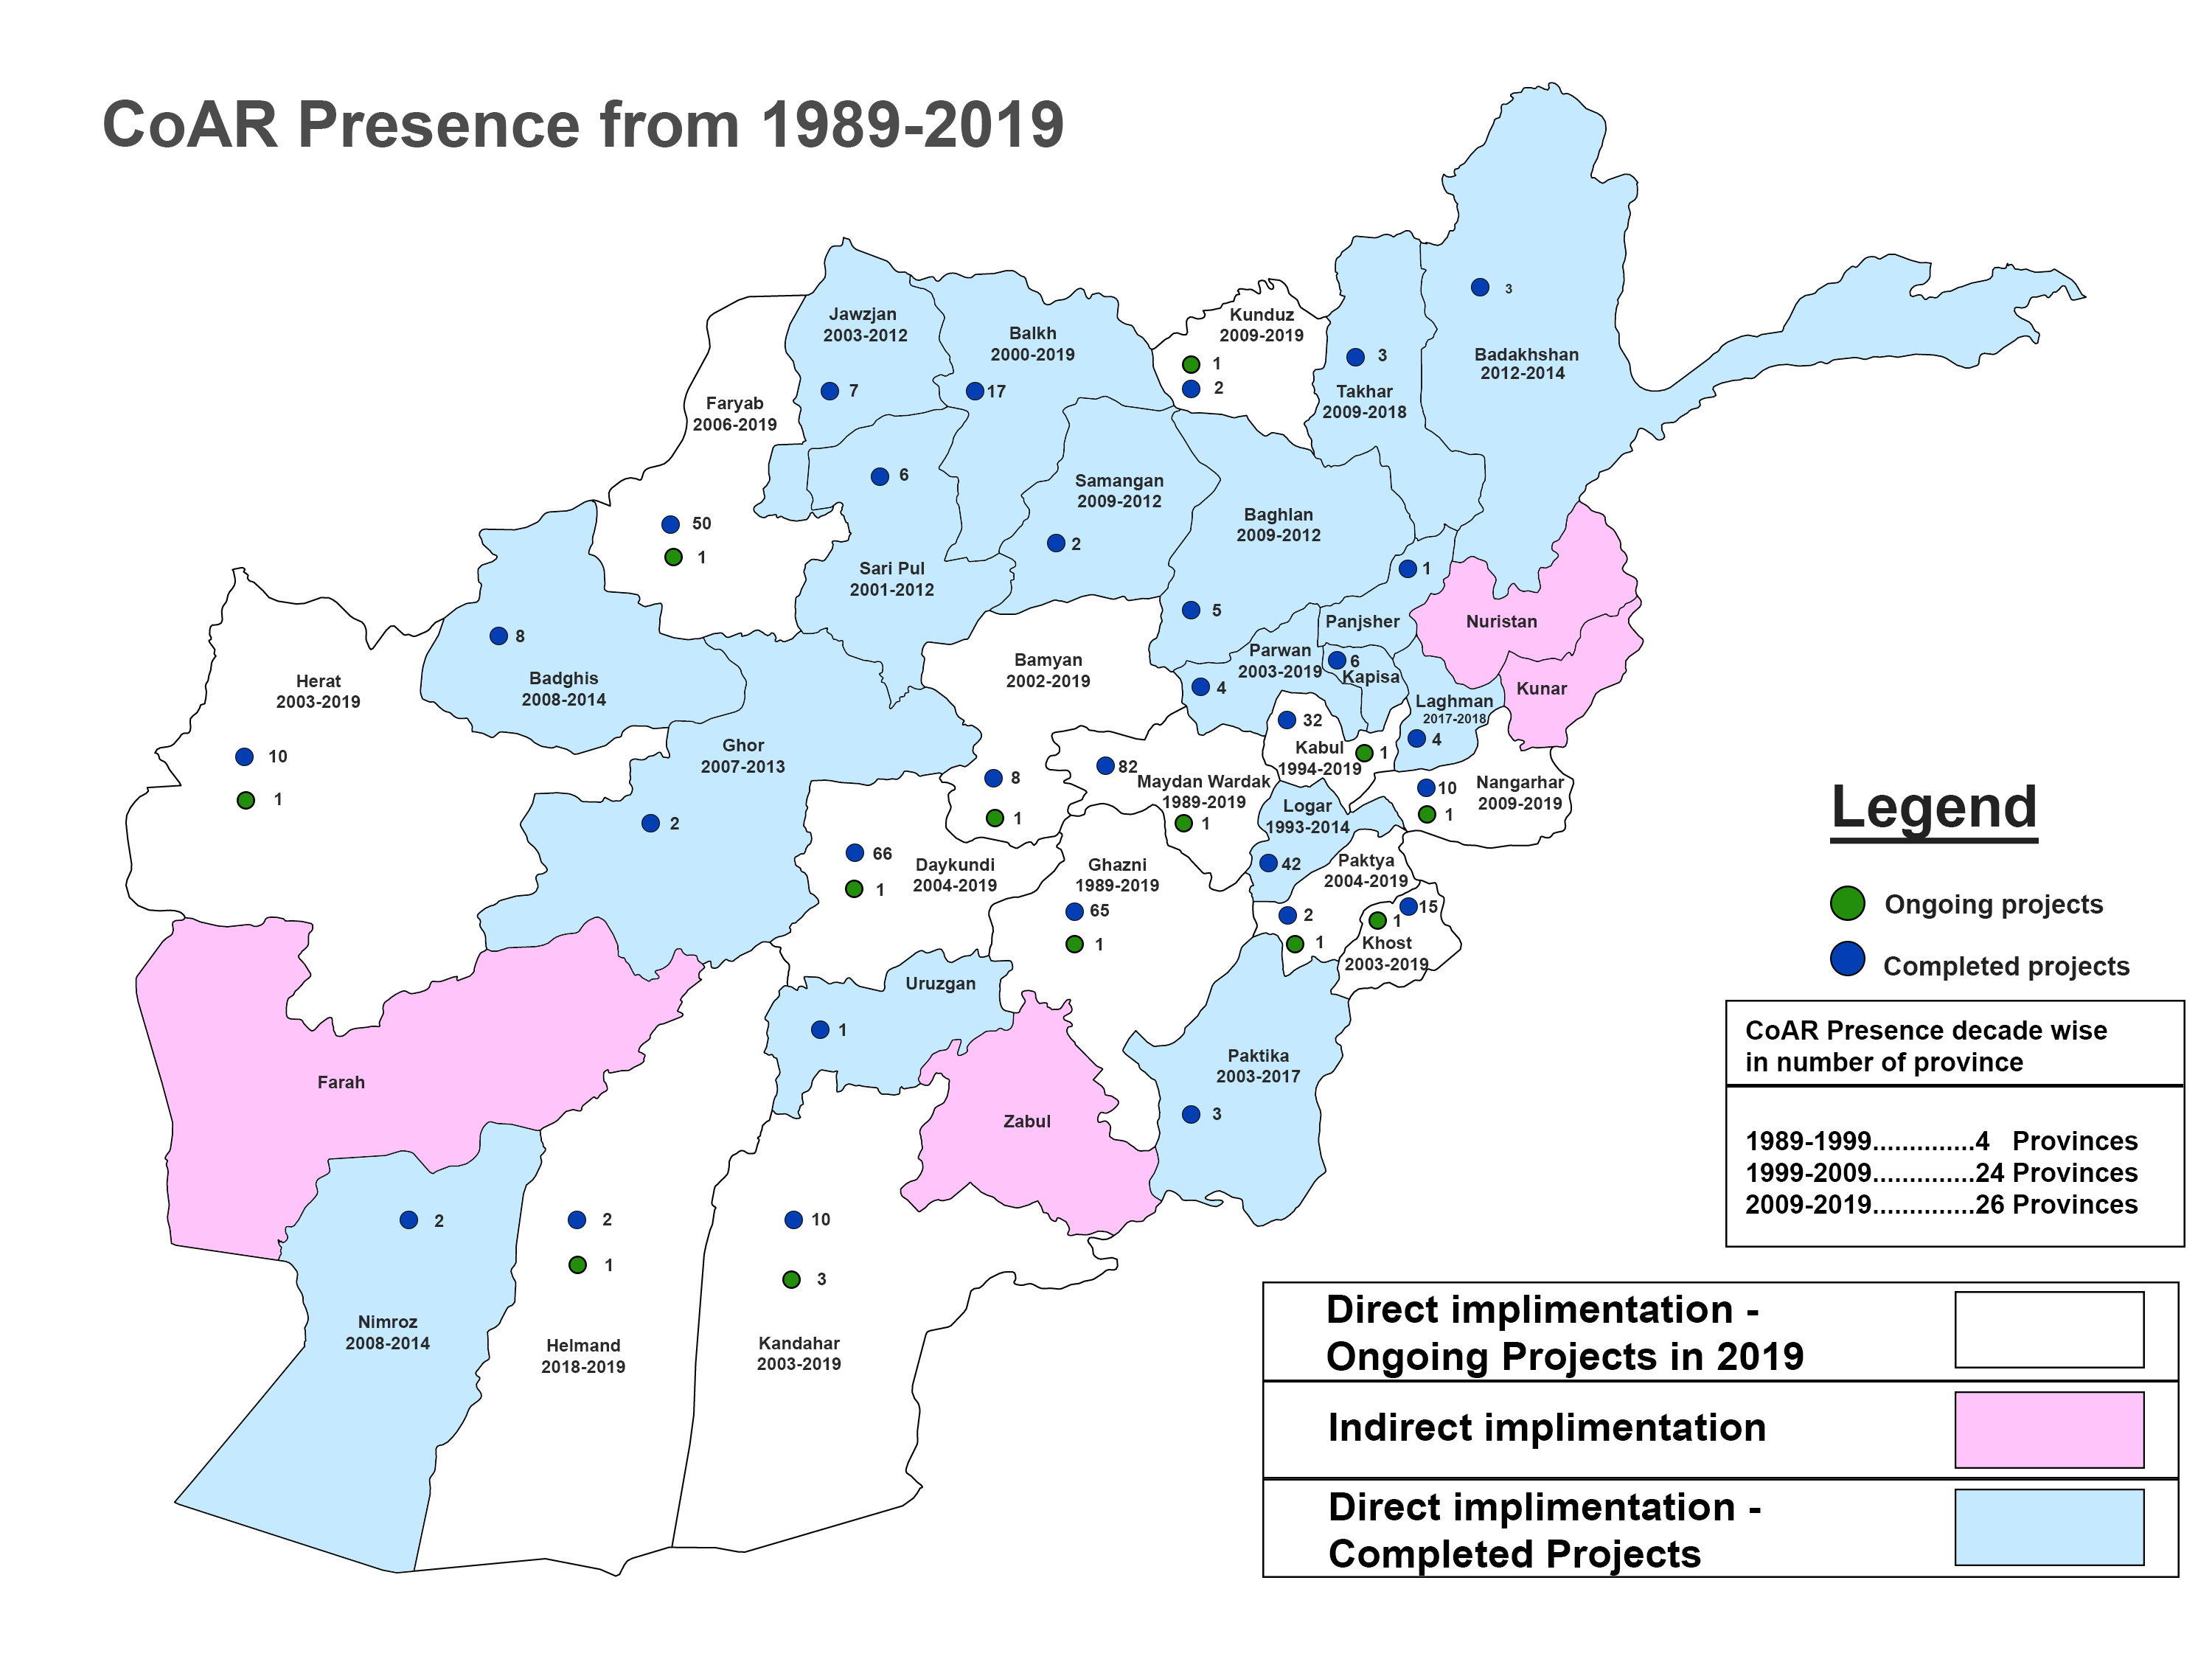 CoAR Presence from 1989-2019
Jawzjan
2003-2012
7
Balkh
2000-2019
17
Kunduz
2009-2019
1
2
3
Takhar
2009-2018
3
Badakhshan
2012-2014
Faryab
2006-2019
50
1
6
Sari Pul
2001-2012
Samangan
2009-2012
2
Baghlan
2009-2012
5
1
Panjsher
Nuristan
Kunar
8
Badghis
2008-2014
Herat
2003-2019
10
1
Ghor
2007-2013
2
Bamyan
2002-2019
8
1
Parwan
2003-2019
4
6
Kapisa
Laghman
2017-2018
4
32
Kabul
1994-2019
1
82
Maydan Wardak
1989-2019
1
Nangarhar
2009-2019
10
1
Logar
1993-2014
42
66
1
Daykundi
2004-2019
Ghazni
1989-2019
65
1
Paktya
2004-2019
2
1
15
1
Khost
2003-2019
Uruzgan
1
Farah
Zabul
Paktika
2003-2017
3
2
Nimroz
2008-2014
2
1
Helmand
2018-2019
10
3
Kandahar
2003-2019
Legend
Ongoing projects
Completed projects
CoAR Presence decade wise
in number of province
1989-1999..............4 Provinces
1999-2009..............24 Provinces
2009-2019..............26 Provinces
Direct implimentation -
Ongoing Projects in 2019
Indirect implimentation
Direct implimentation -
Completed Projects